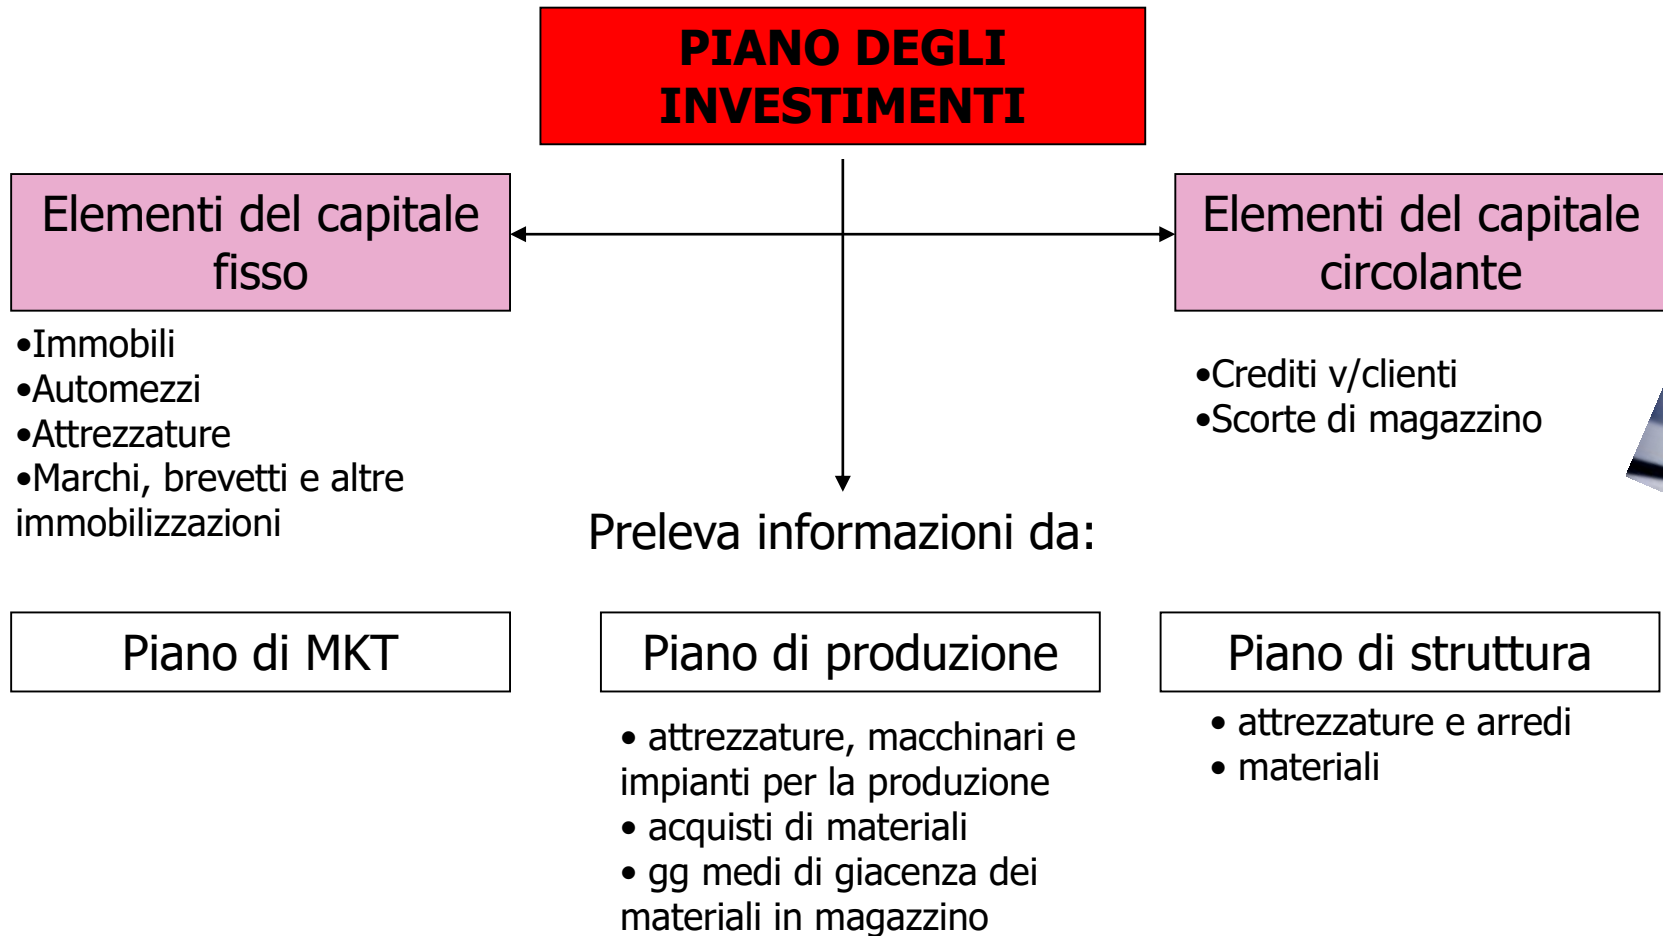 PIANO DEGLI
INVESTIMENTI
Elementi del capitale
fisso
Elementi del capitale
circolante
•Immobili
•Automezzi
•Attrezzature
•Marchi, brevetti e altre
immobilizzazioni
•Crediti v/clienti
•Scorte di magazzino
Preleva informazioni da:
Piano di MKT
Piano di produzione
Piano di struttura
• attrezzature, macchinari e
impianti per la produzione
• acquisti di materiali
• gg medi di giacenza dei
materiali in magazzino
• attrezzature e arredi
• materiali